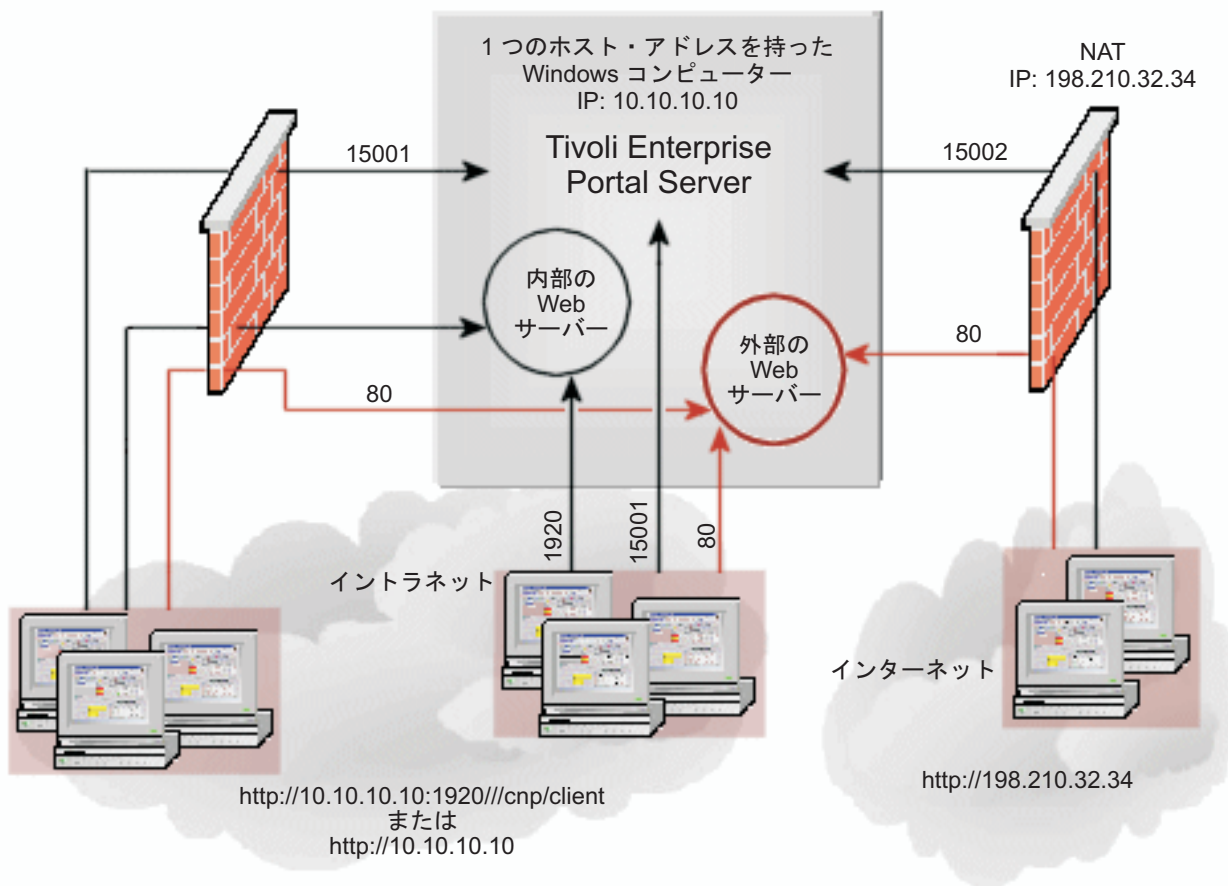 1 つのホスト・アドレスを持った
Windows コンピューター
IP: 10.10.10.10
NAT
IP: 198.210.32.34
Tivoli Enterprise
Portal Server
15001
15002
内部の
Web
サーバー
外部の
Web
サーバー
80
80
1920
15001
80
イントラネット
インターネット
http://10.10.10.10:1920///cnp/client
または
http://10.10.10.10
http://198.210.32.34